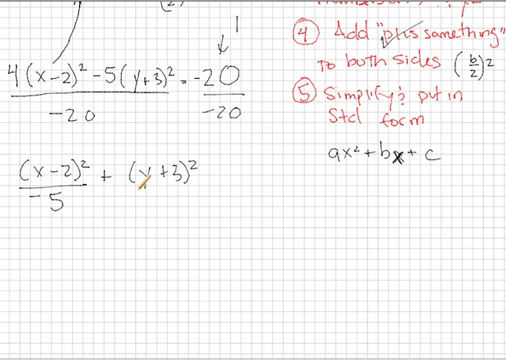 (2)
1
4(x-2)² - 5(y+3)² = -20
-20 -20
(x-2)² + (y+3)²
-5
④ Add "plus something"
to both sides (b/2)²
⑤ Simplify & put in
Std form
ax² + bx + c